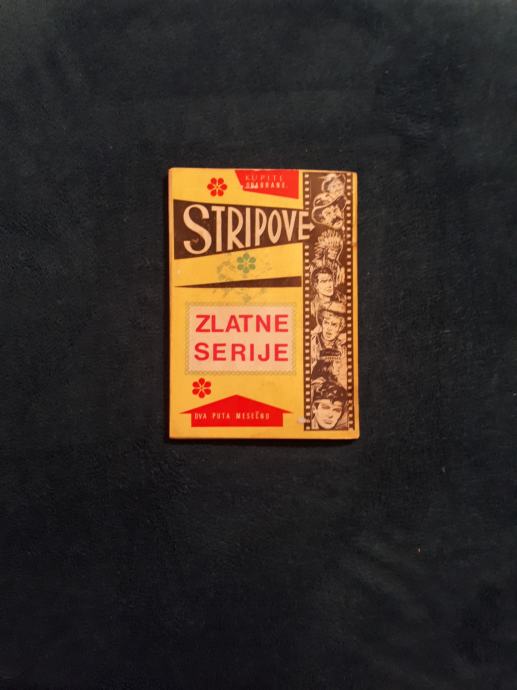 KUPITE
ODABRANE
STRIPOVE
ZLATNE
SERIJE
DVA PUTA MESEČNO